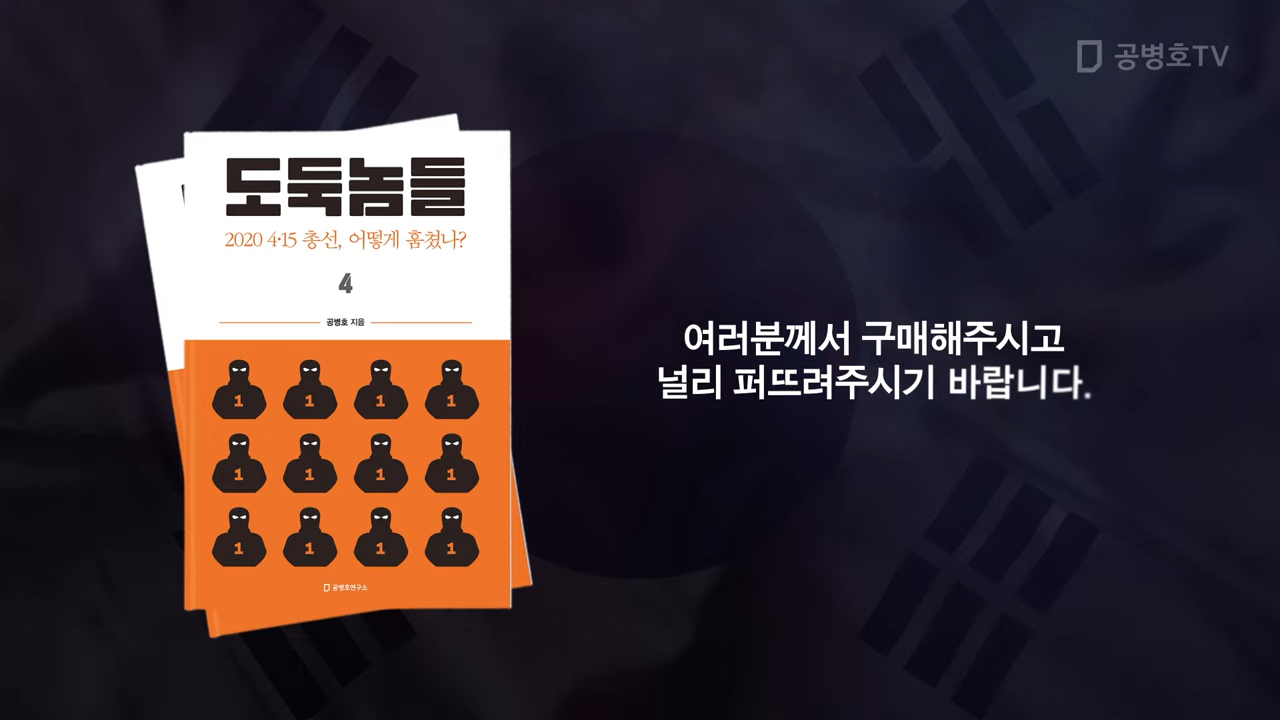 공병호TV
도둑놈들
2020 4·15 총선, 어떻게 훔쳤나?
4
공병호 지음
1 1 1 1
1 1 1 1
1 1 1 1
공병호연구소
여러분께서 구매해주시고
널리 퍼뜨려주시기 바랍니다.